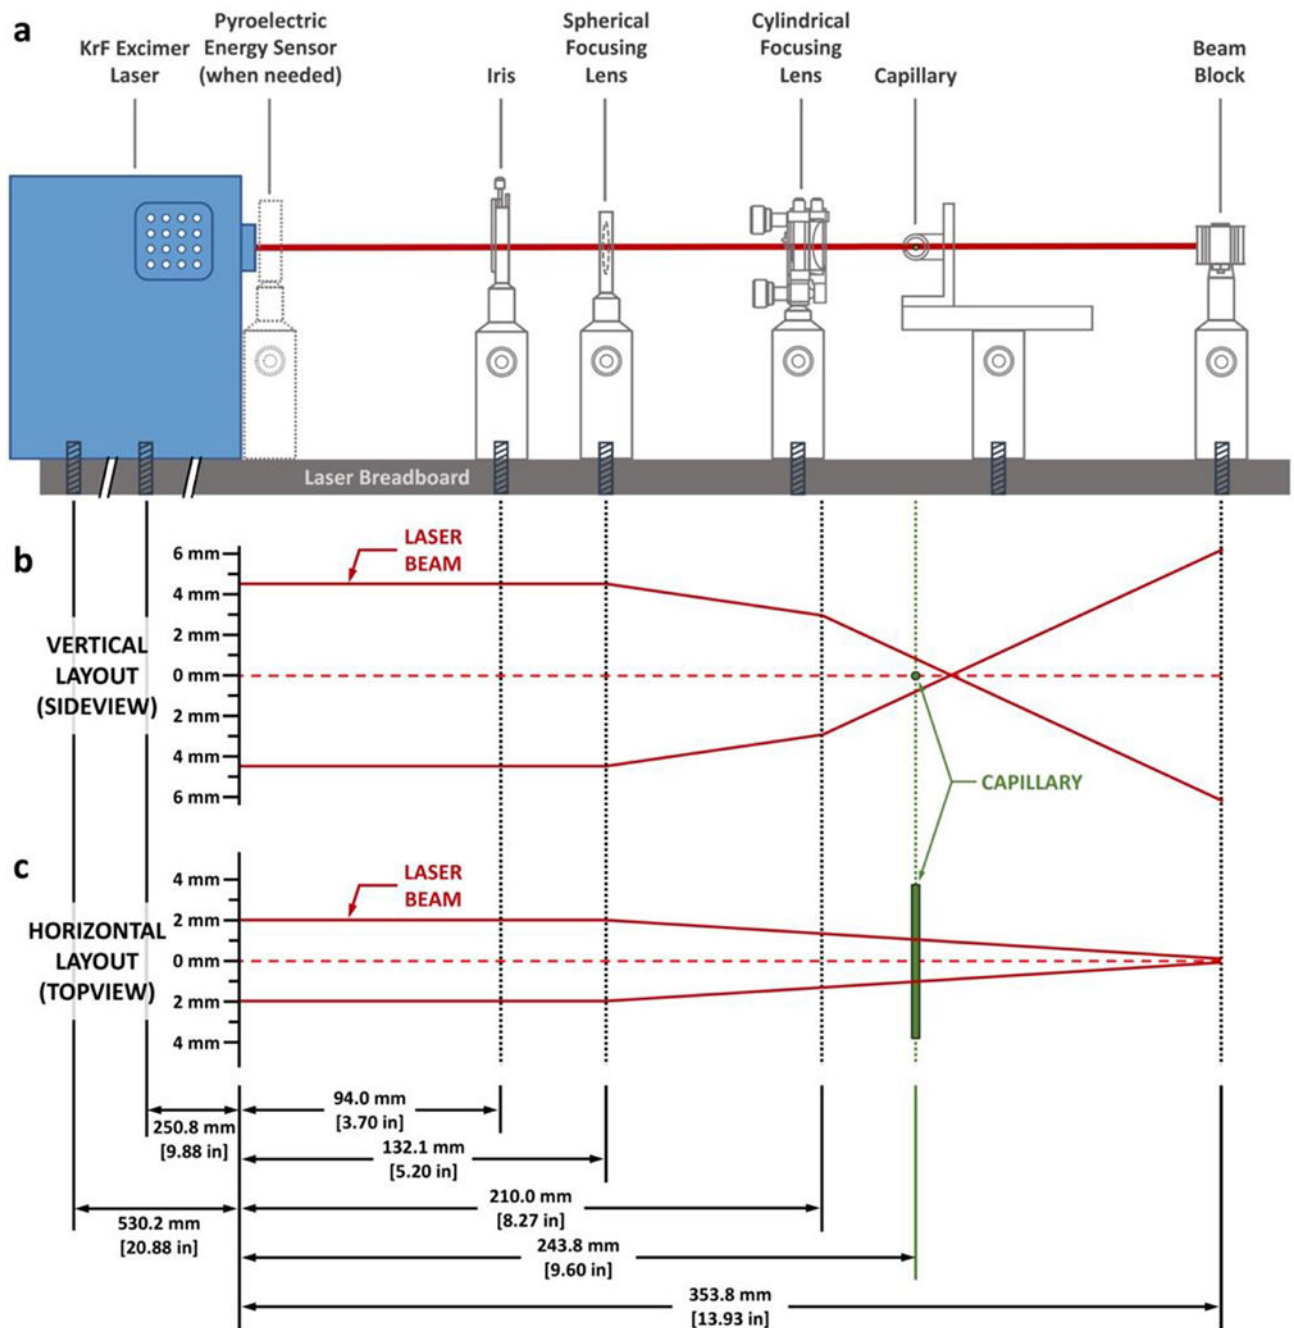 a
KrF Excimer
Laser
Pyroelectric
Energy Sensor
(when needed)
Iris
Spherical
Focusing
Lens
Cylindrical
Focusing
Lens
Capillary
Beam
Block
Laser Breadboard
b
VERTICAL
LAYOUT
(SIDEVIEW)
6 mm
4 mm
2 mm
0 mm
2 mm
4 mm
6 mm
LASER
BEAM
CAPILLARY
c
HORIZONTAL
LAYOUT
(TOPVIEW)
4 mm
2 mm
0 mm
2 mm
4 mm
LASER
BEAM
94.0 mm
[3.70 in]
250.8 mm
[9.88 in]
132.1 mm
[5.20 in]
210.0 mm
[8.27 in]
530.2 mm
[20.88 in]
243.8 mm
[9.60 in]
353.8 mm
[13.93 in]